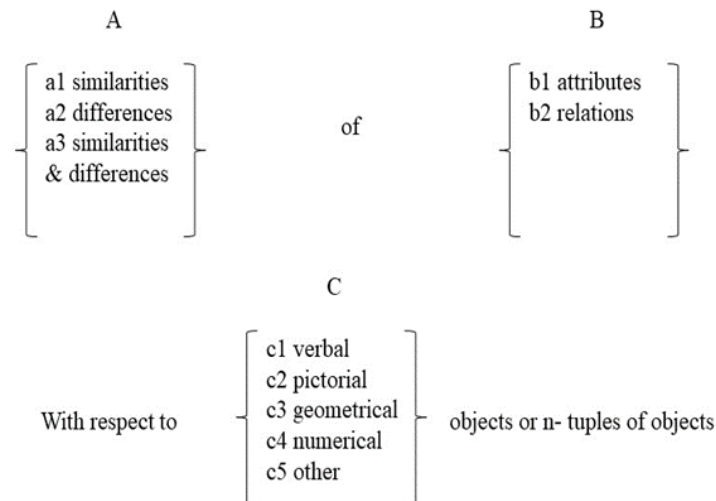 A
B
a1 similarities
a2 differences
a3 similarities
& differences
of
b1 attributes
b2 relations
C
With respect to
c1 verbal
c2 pictorial
c3 geometrical
c4 numerical
c5 other
objects or n- tuples of objects